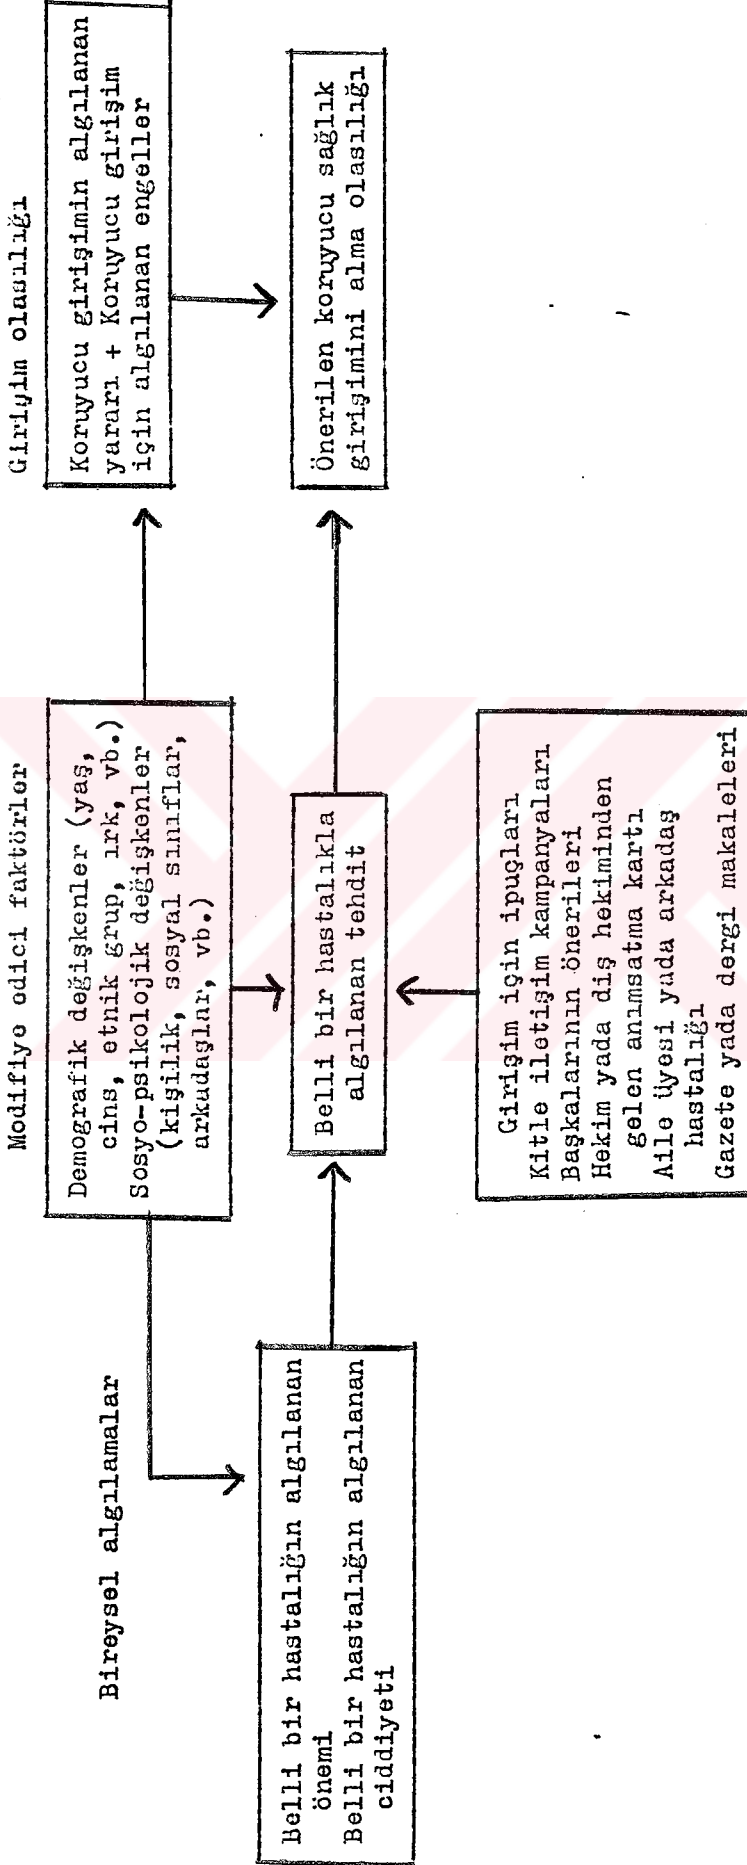 Bireysel algılamalar
Belli bir hastalığın algılanan
önemi
Belli bir hastalığın algılanan
ciddiyeti
Modifiye edici faktörler
Demografik değişkenler (yaş,
cins, etnik grup, ırk, vb.)
Sosyo-psikolojik değişkenler
(kişilik, sosyal sınıflar,
arkadaşlar, vb.)
Belli bir hastalıkla
algılanan tehdit
Girişim için ipuçları
Kitle iletişim kampanyaları
Başkalarının önerileri
Hekim yada diş hekiminden
gelen anımsatma kartı
Aile üyesi yada arkadaş
hastalığı
Gazete yada dergi makaleleri
Girişim olasılığı
Koruyucu girişimin algılanan
yararı + Koruyucu girişim
için algılanan engeller
Önerilen koruyucu sağlık
girişimini alma olasılığı